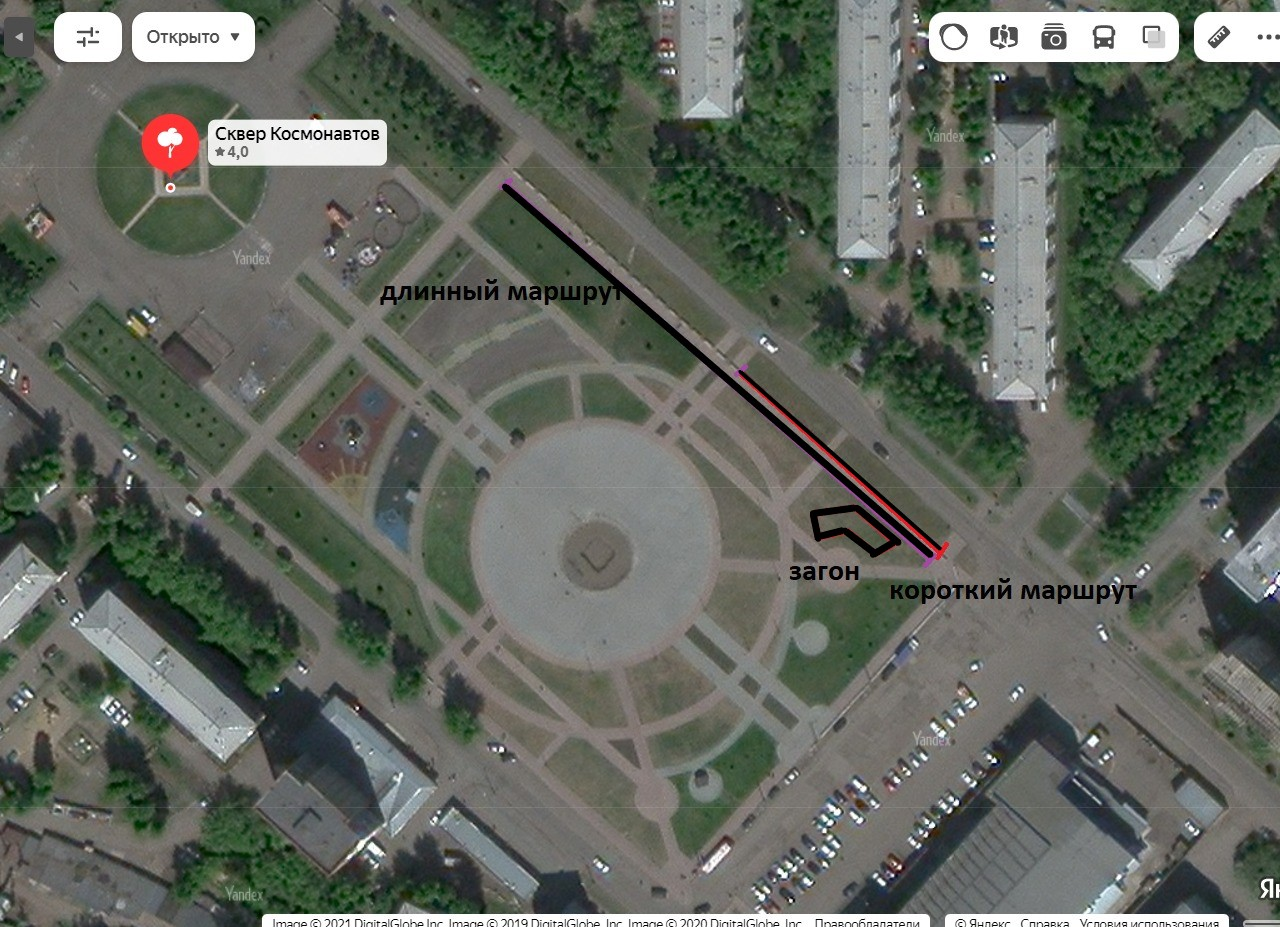 Открыто
Сквер Космонавтов
4,0
Yandex
Yandex
длинный маршрут
загон
короткий маршрут
Yandex
Yandex
Image © 2021 DigitalGlobe Inc, Image © 2019 DigitalGlobe, Inc, Image © 2020 DigitalGlobe, Inc Правообладатели
© Яндекс Справка Условия использования